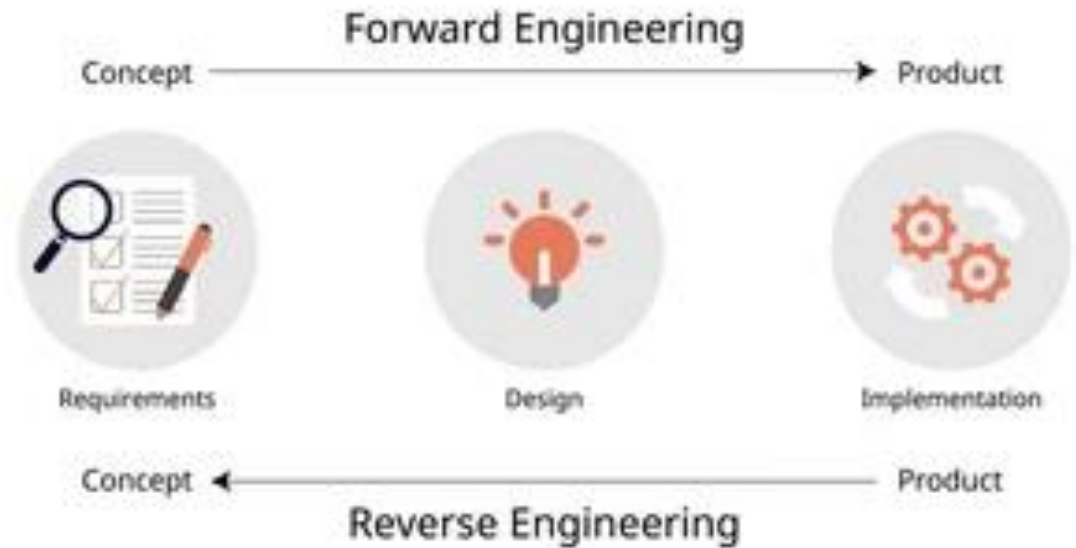 Forward Engineering
Concept Product
Requirements Design Implementation
Concept Product
Reverse Engineering